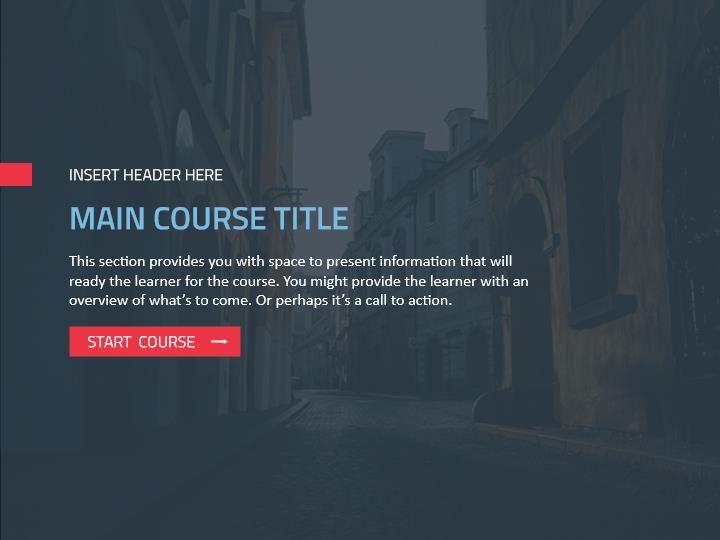 INSERT HEADER HERE
MAIN COURSE TITLE
This section provides you with space to present information that will
ready the learner for the course. You might provide the learner with an
overview of what’s to come. Or perhaps it’s a call to action.
START COURSE